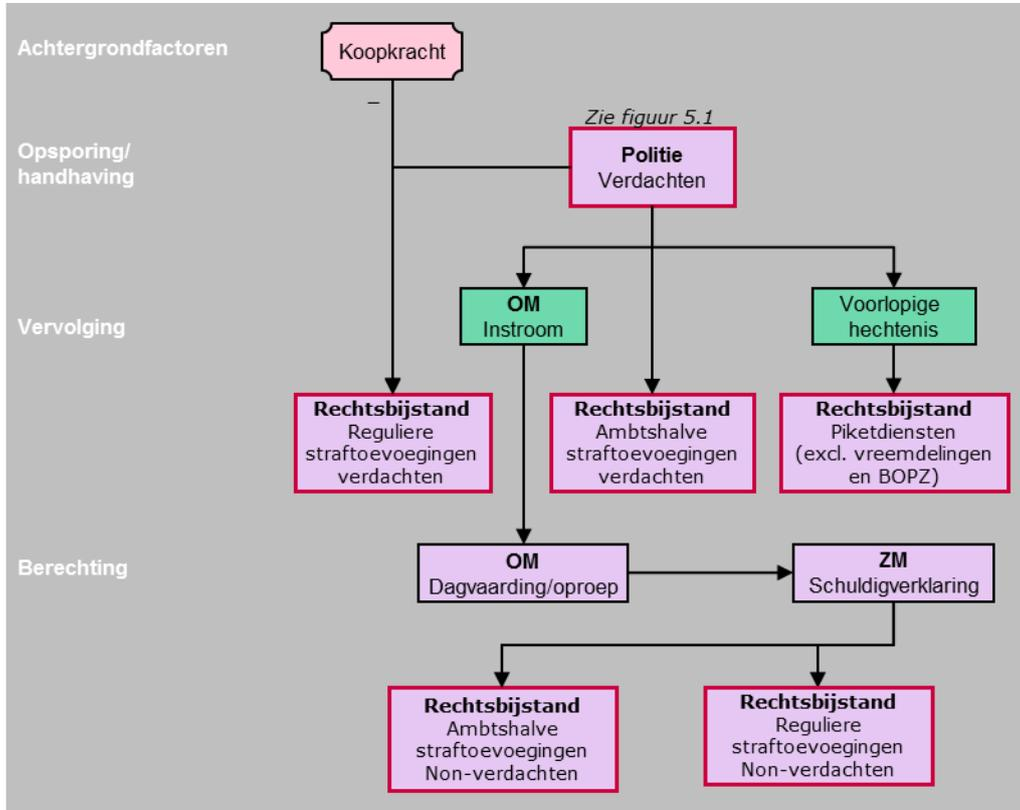 Achtergrondfactoren
Koopkracht
–
Zie figuur 5.1
Opsporing/
handhaving
Politie
Verdachten
Vervolging
OM
Instroom
Voorlopige
hechtenis
Rechtsbijstand
Reguliere
straftoevoegingen
verdachten
Rechtsbijstand
Ambtshalve
straftoevoegingen
verdachten
Rechtsbijstand
Piketdiensten
(excl. vreemdelingen
en BOPZ)
Berechting
OM
Dagvaarding/oproep
ZM
Schuldigverklaring
Rechtsbijstand
Ambtshalve
straftoevoegingen
Non-verdachten
Rechtsbijstand
Reguliere
straftoevoegingen
Non-verdachten